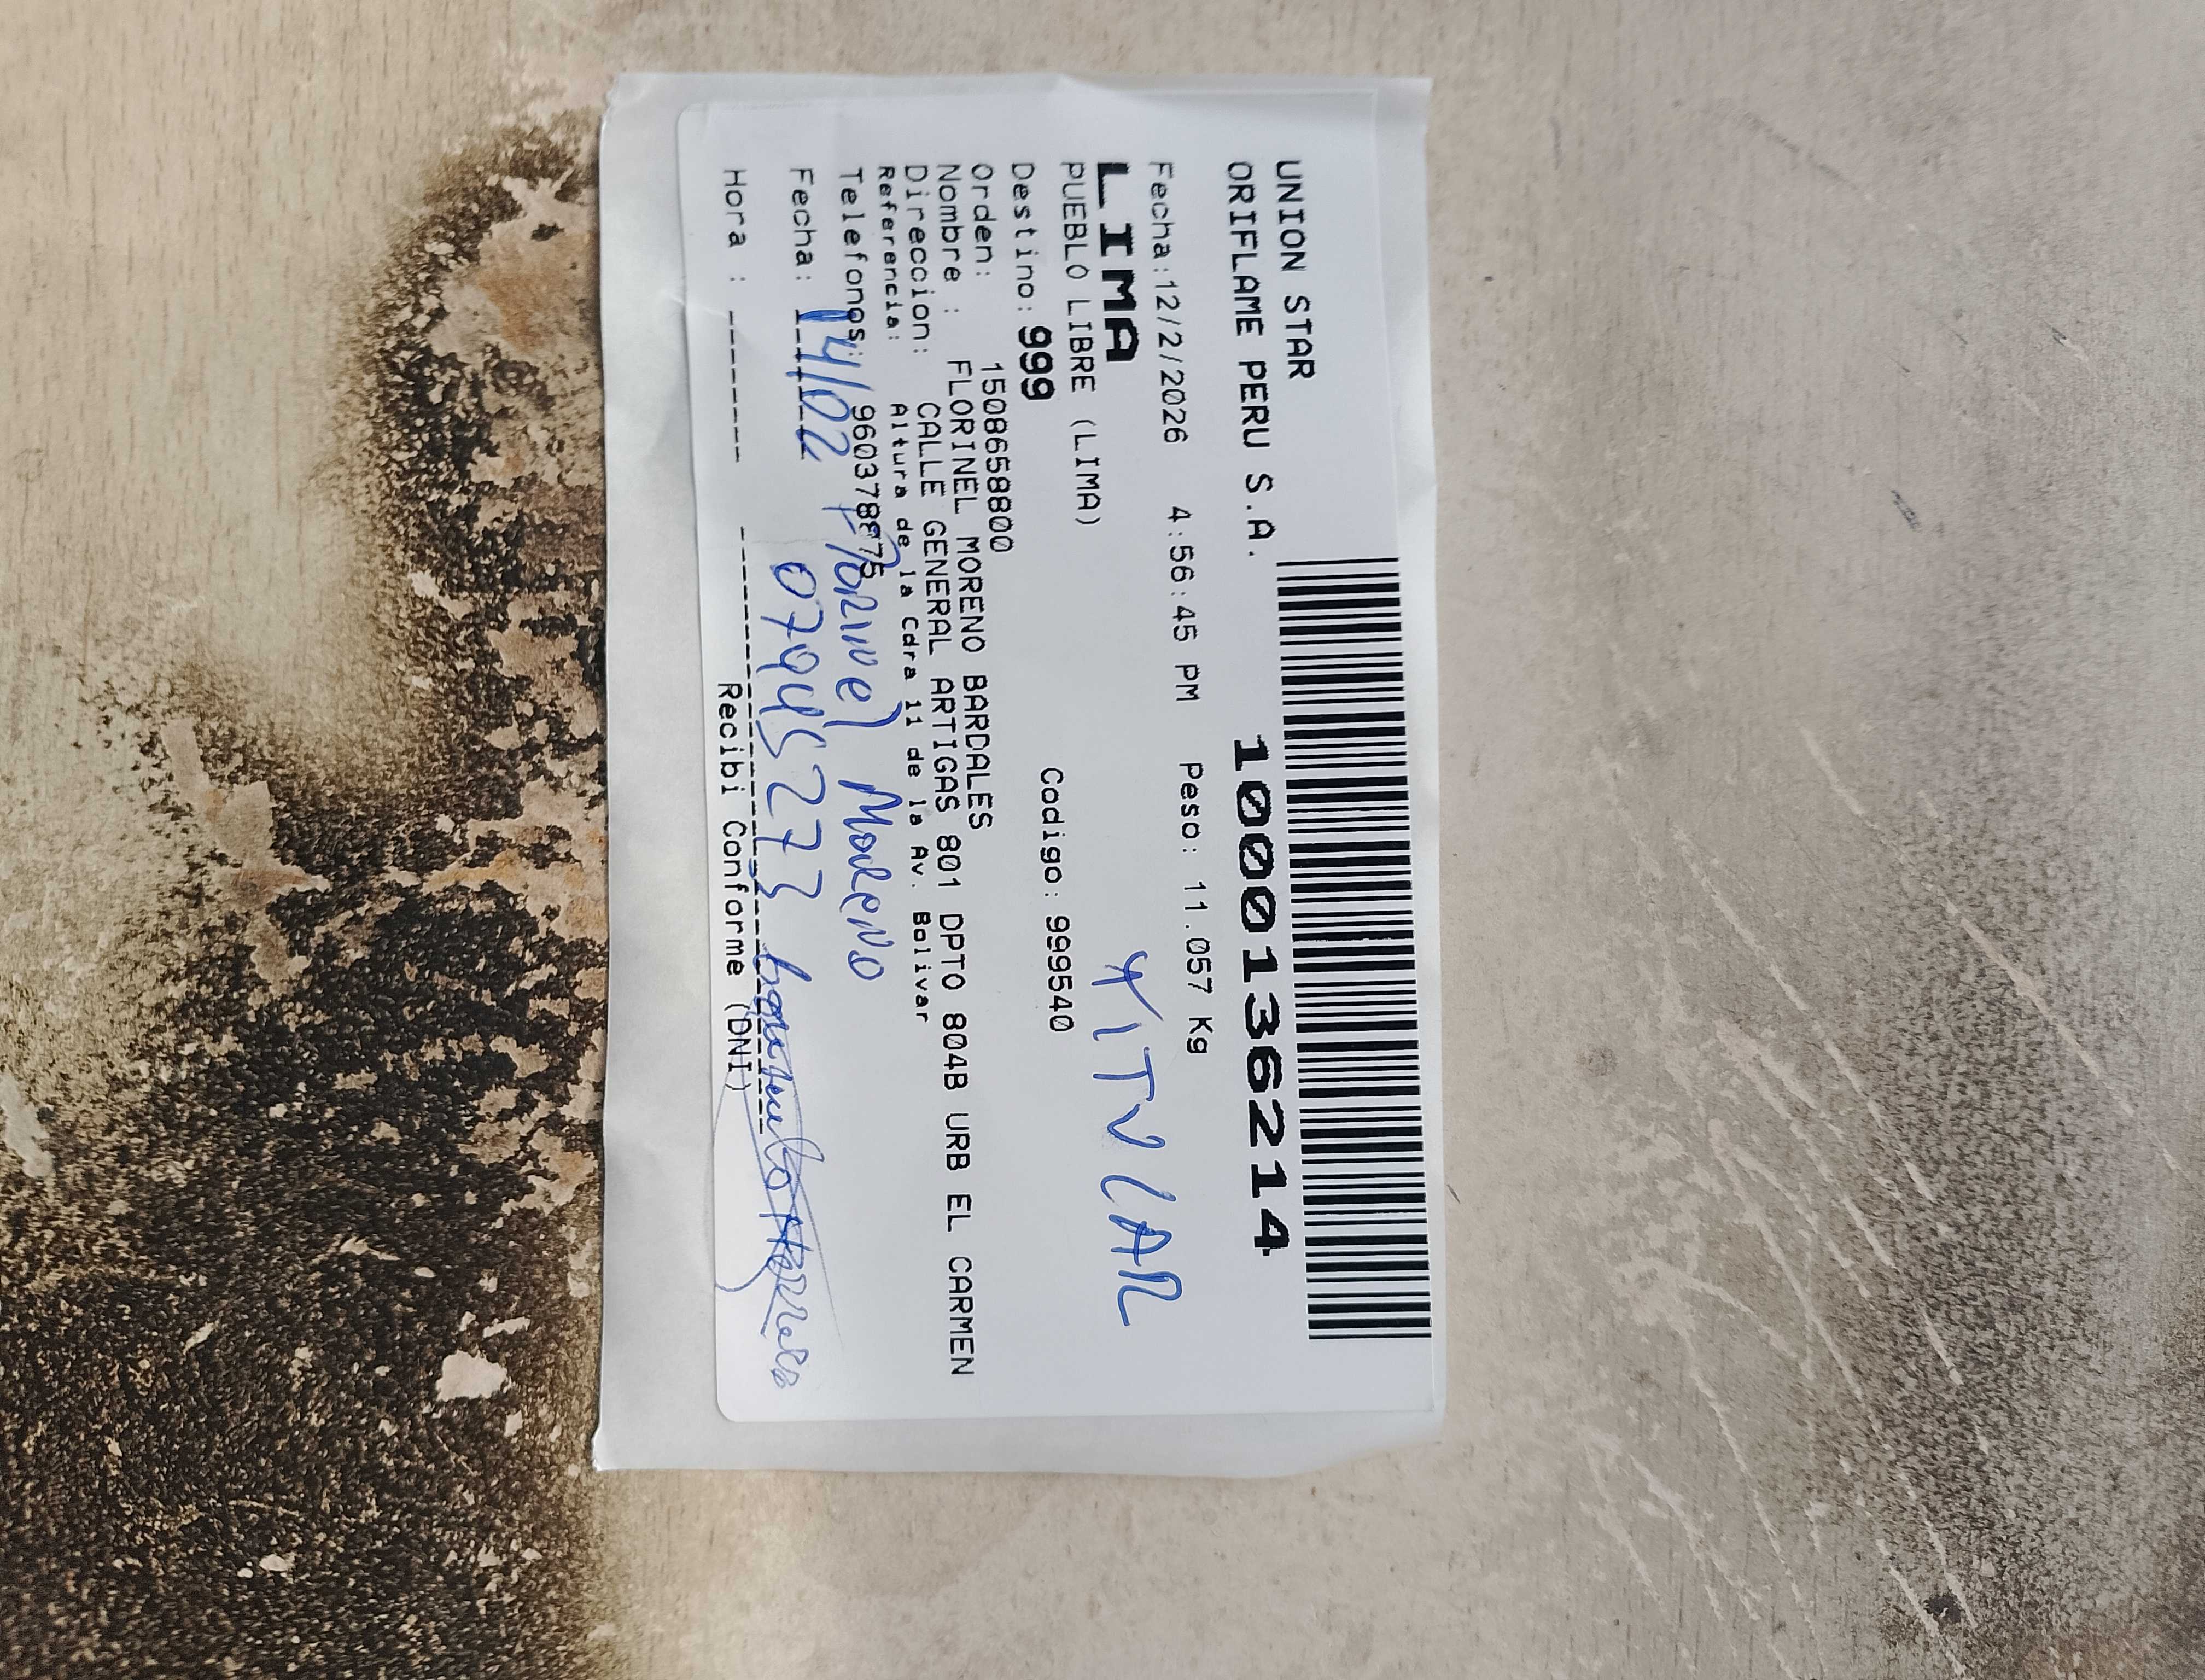 UNION STAR
ORIFLAME PERU S.A.
100013136214
Fecha:12/2/2026 4:56:45 PM Peso: 11.057 Kg
LIMA
TITULAR
PUEBLO LIBRE (LIMA)
Destino:999 Codigo:999540
Orden: 1508658800
Nombre : FLORINEL MORENO BARDALES
Direccion: CALLE GENERAL ARTIGAS 801 DPTO 804B URB EL CARMEN
Referencia: Altura de la Cdra 11 de la Av. Bolivar
Telefonos: 960378875
Fecha: 14/02 Florinel Moreno
Hora :
Recibi Conforme (DNI)